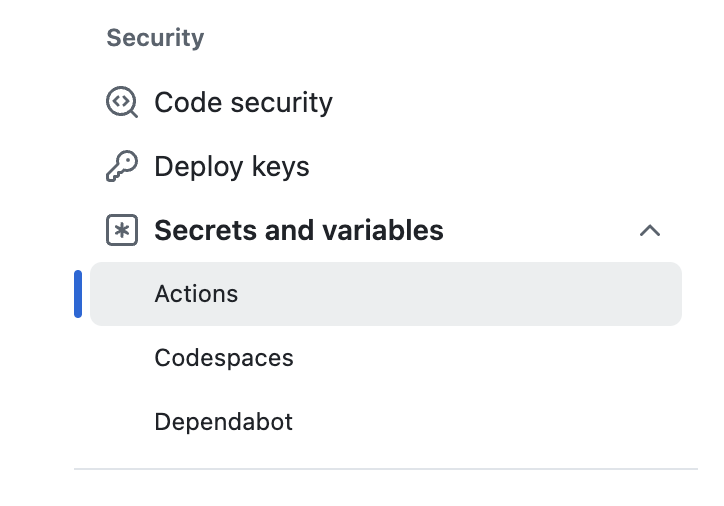 Security
Code security
Deploy keys
Secrets and variables
Actions
Codespaces
Dependabot